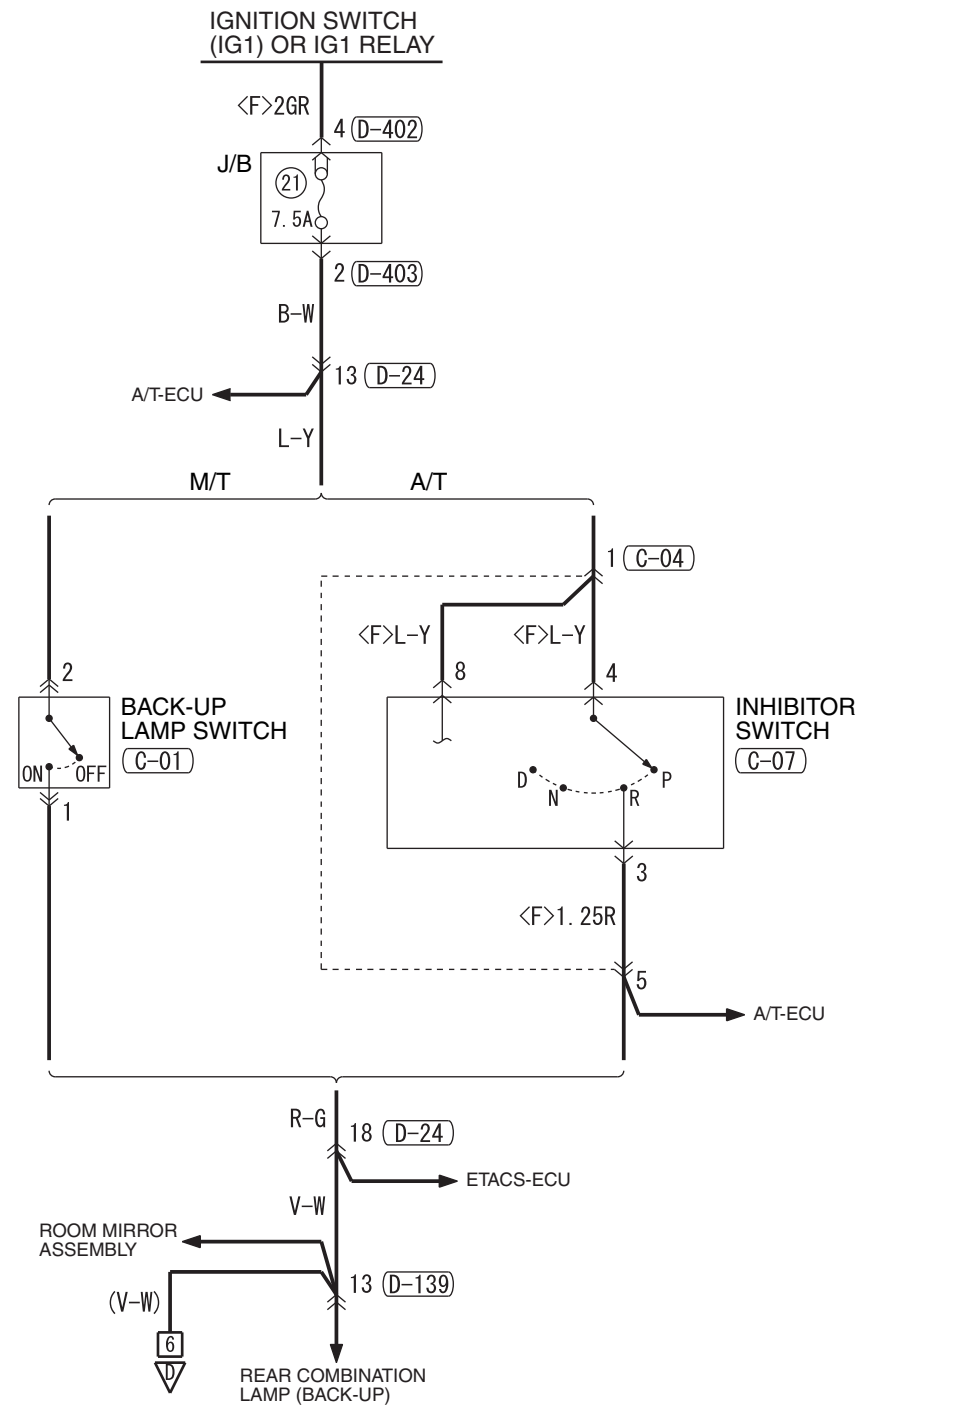 IGNITION SWITCH
(IG1) OR IG1 RELAY
<F>2GR
4 D-402
J/B
21
7.5A
2 D-403
B-W
13 D-24
A/T-ECU
L-Y
M/T
A/T
1 C-04
<F>L-Y
<F>L-Y
2
8
4
BACK-UP
LAMP SWITCH
C-01
ON
OFF
1
INHIBITOR
SWITCH
C-07
D
N
R
P
3
<F>1.25R
5
A/T-ECU
R-G
18 D-24
ETACS-ECU
V-W
ROOM MIRROR
ASSEMBLY
13 D-139
(V-W)
6
D
REAR COMBINATION
LAMP (BACK-UP)